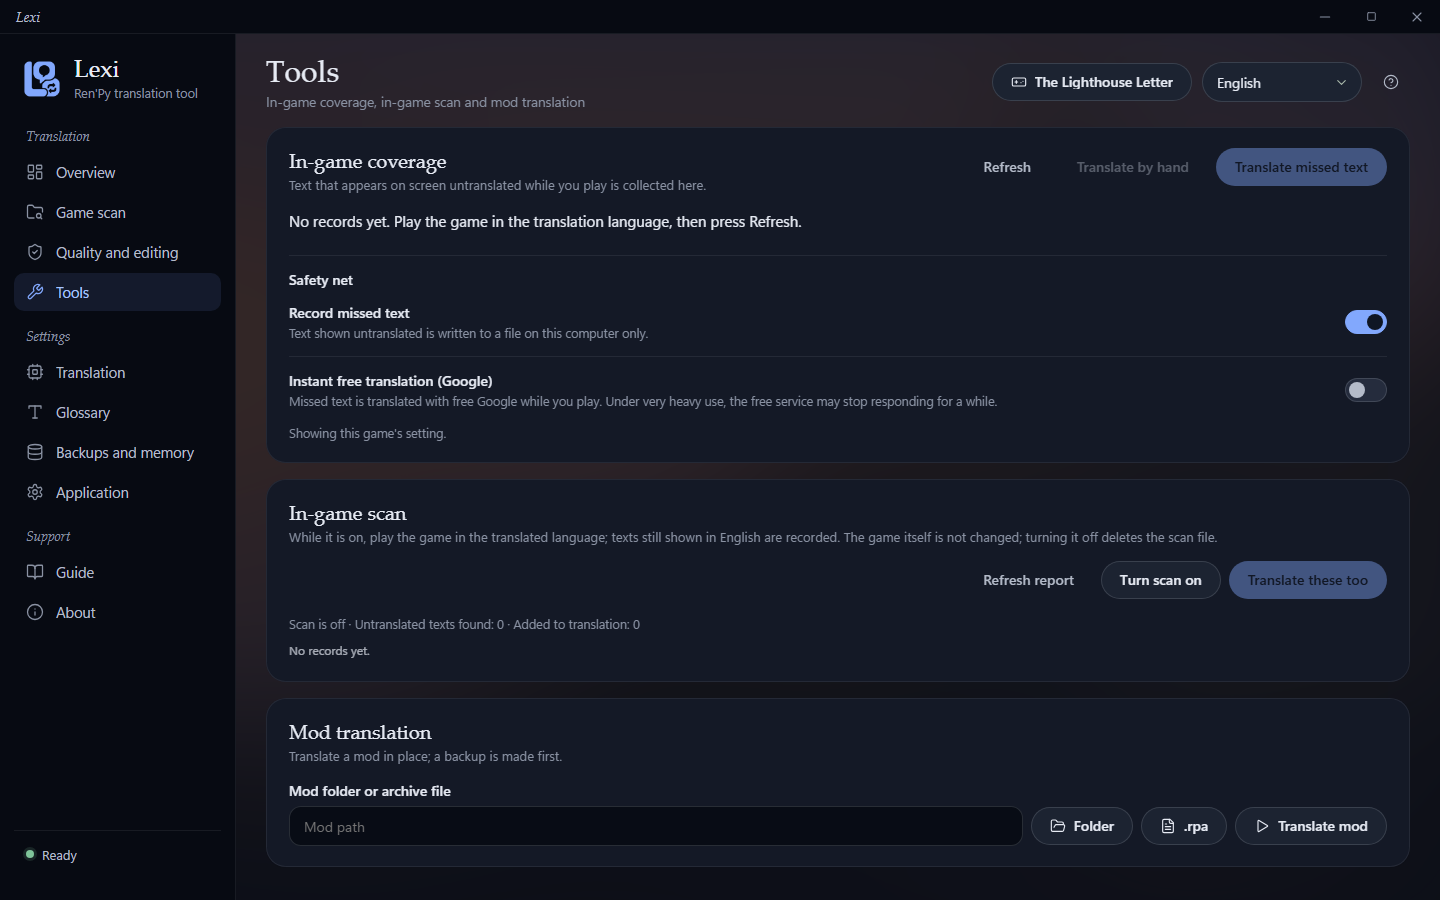 Lexi
Lexi
Ren'Py translation tool
Translation
Overview
Game scan
Quality and editing
Tools
Settings
Translation
Glossary
Backups and memory
Application
Support
Guide
About
Ready
Tools
In-game coverage, in-game scan and mod translation
The Lighthouse Letter
English
In-game coverage
Text that appears on screen untranslated while you play is collected here.
Refresh
Translate by hand
Translate missed text
No records yet. Play the game in the translation language, then press Refresh.
Safety net
Record missed text
Text shown untranslated is written to a file on this computer only.
Instant free translation (Google)
Missed text is translated with free Google while you play. Under very heavy use, the free service may stop responding for a while.
Showing this game's setting.
In-game scan
While it is on, play the game in the translated language; texts still shown in English are recorded. The game itself is not changed; turning it off deletes the scan file.
Refresh report
Turn scan on
Translate these too
Scan is off · Untranslated texts found: 0 · Added to translation: 0
No records yet.
Mod translation
Translate a mod in place; a backup is made first.
Mod folder or archive file
Mod path
Folder
.rpa
Translate mod